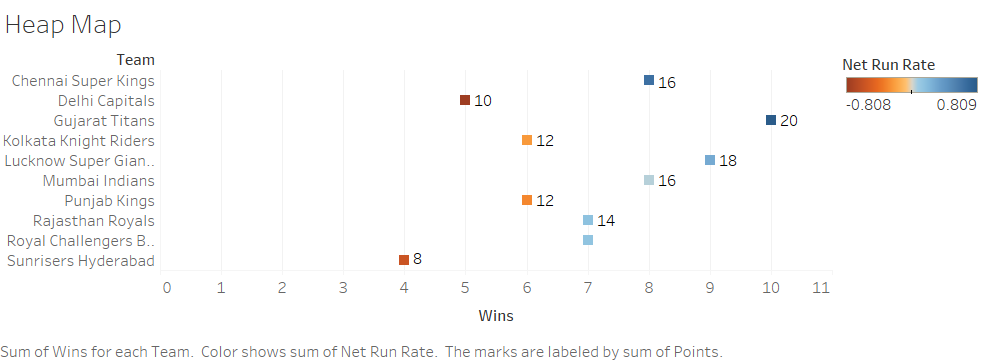 Heap Map
Team
Chennai Super Kings 16
Delhi Capitals 10
Gujarat Titans 20
Kolkata Knight Riders 12
Lucknow Super Gian.. 18
Mumbai Indians 16
Punjab Kings 12
Rajasthan Royals 14
Royal Challengers B..
Sunrisers Hyderabad 8
0 1 2 3 4 5 6 7 8 9 10 11
Wins
Net Run Rate
-0.808 0.809
Sum of Wins for each Team. Color shows sum of Net Run Rate. The marks are labeled by sum of Points.